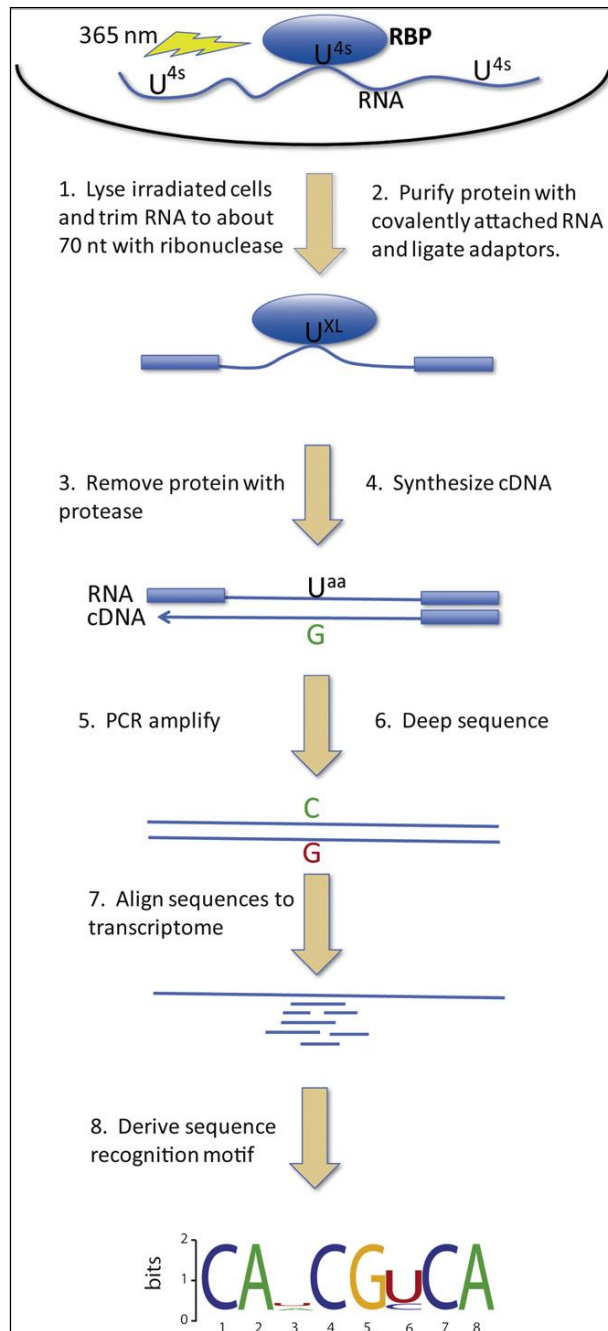 365 nm
RBP
U4s
U4s
U4s
RNA
1. Lyse irradiated cells
and trim RNA to about
70 nt with ribonuclease
2. Purify protein with
covalently attached RNA
and ligate adaptors.
UXL
3. Remove protein with
protease
4. Synthesize cDNA
RNA
Uaa
cDNA
G
5. PCR amplify
6. Deep sequence
C
G
7. Align sequences to
transcriptome
8. Derive sequence
recognition motif
2
1
0
bits
CA CGUCA
1 2 3 4 5 6 7 8